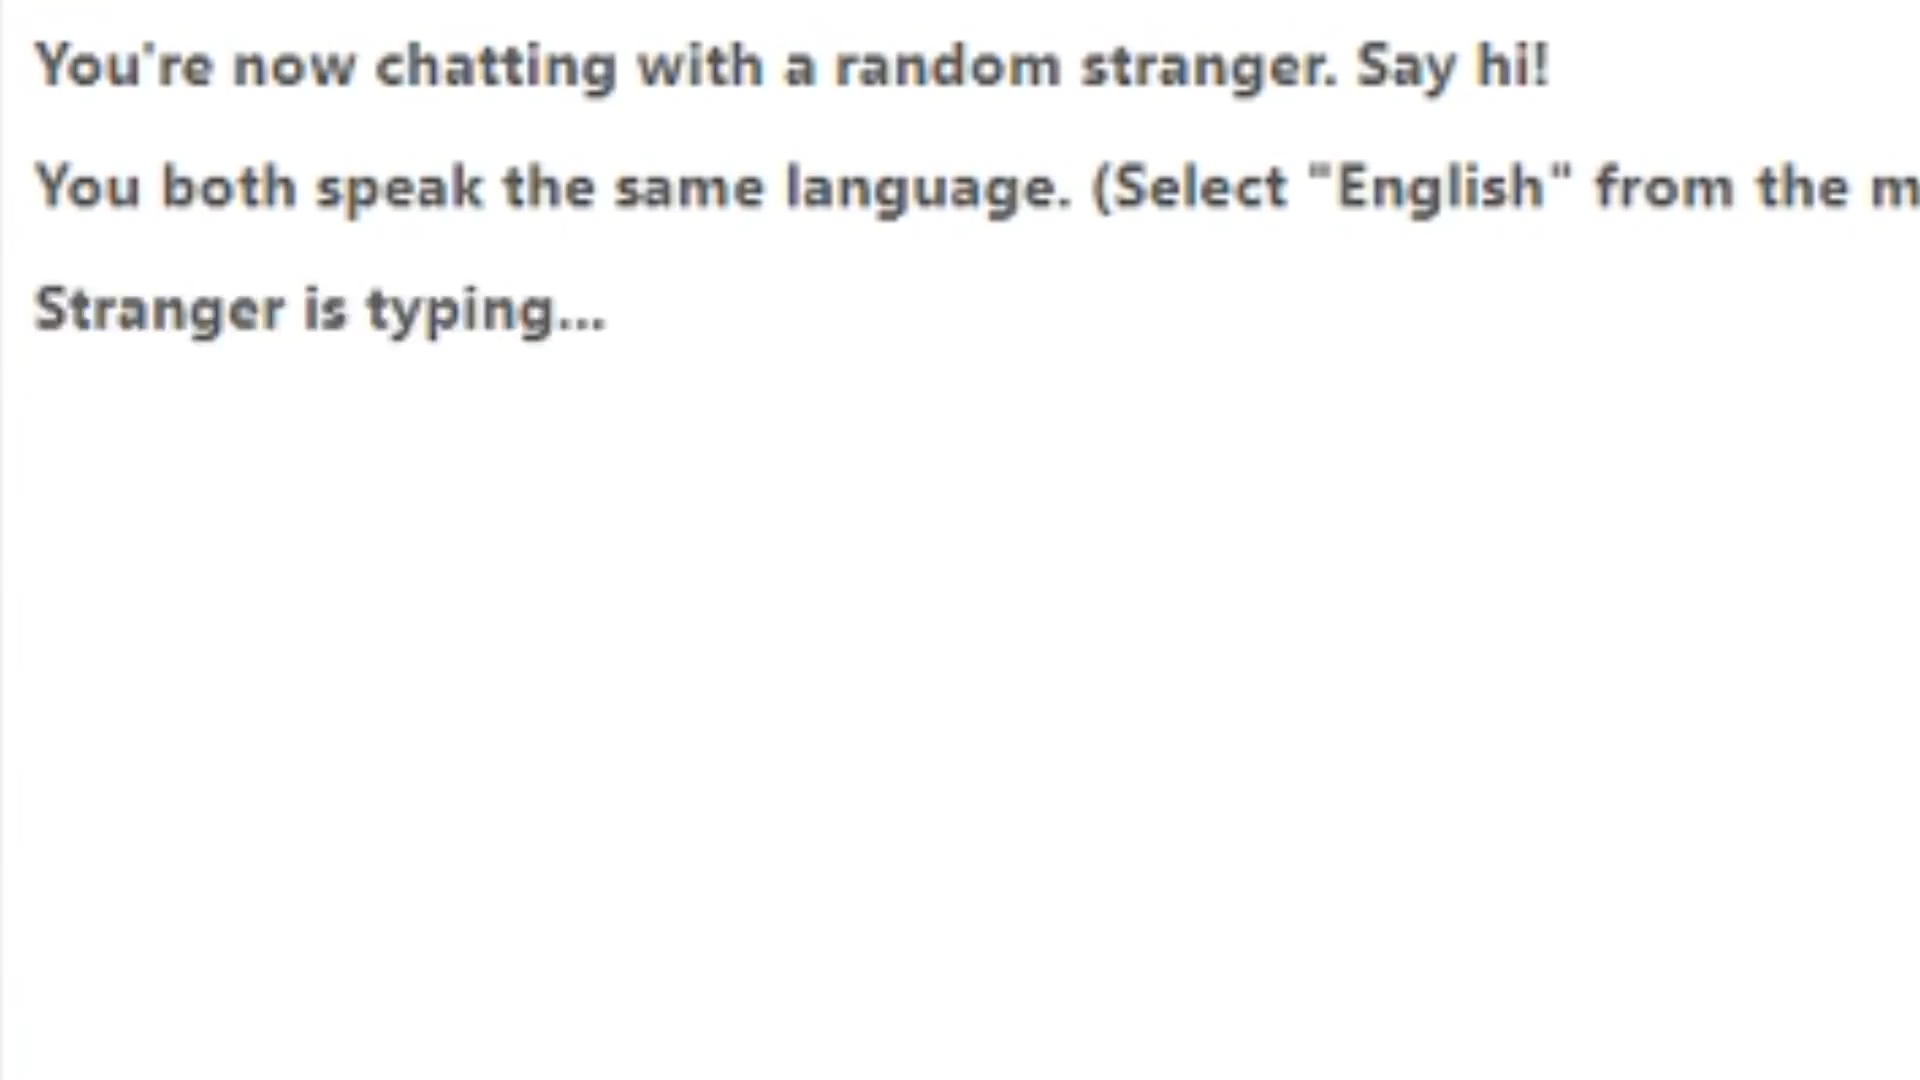 You're now chatting with a random stranger. Say hi!
You both speak the same language. (Select "English" from the m
Stranger is typing...